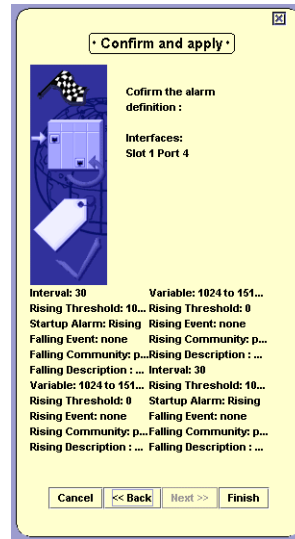 · Confirm and apply ·
Cofirm the alarm
definition :
Interfaces:
Slot 1 Port 4
Interval: 30 Variable: 1024 to 151...
Rising Threshold: 10... Rising Threshold: 0
Startup Alarm: Rising Rising Event: none
Falling Event: none Rising Community: p...
Falling Community: p... Rising Description : ...
Falling Description : ... Interval: 30
Variable: 1024 to 151... Rising Threshold: 10...
Rising Threshold: 0 Startup Alarm: Rising
Rising Event: none Falling Event: none
Rising Community: p... Falling Community: p...
Rising Description : ... Falling Description : ...
Cancel << Back Next >> Finish